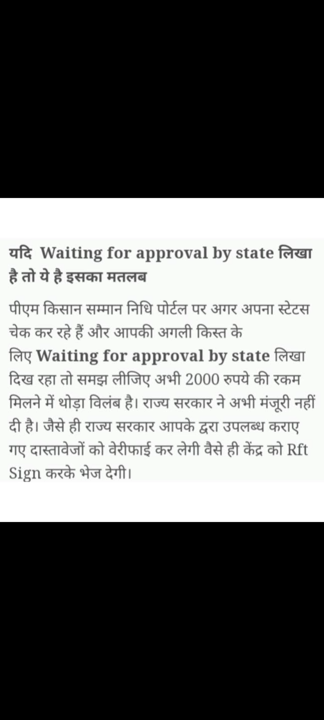 यदि Waiting for approval by state लिखा
है तो ये है इसका मतलब
पीएम किसान सम्मान निधि पोर्टल पर अगर अपना स्टेटस
चेक कर रहे हैं और आपकी अगली किस्त के
लिए Waiting for approval by state लिखा
दिख रहा तो समझ लीजिए अभी 2000 रुपये की रकम
मिलने में थोड़ा विलंब है। राज्य सरकार ने अभी मंजूरी नहीं
दी है। जैसे ही राज्य सरकार आपके द्वरा उपलब्ध कराए
गए दास्तावेजों को वेरीफाई कर लेगी वैसे ही केंद्र को Rft
Sign करके भेज देगी।